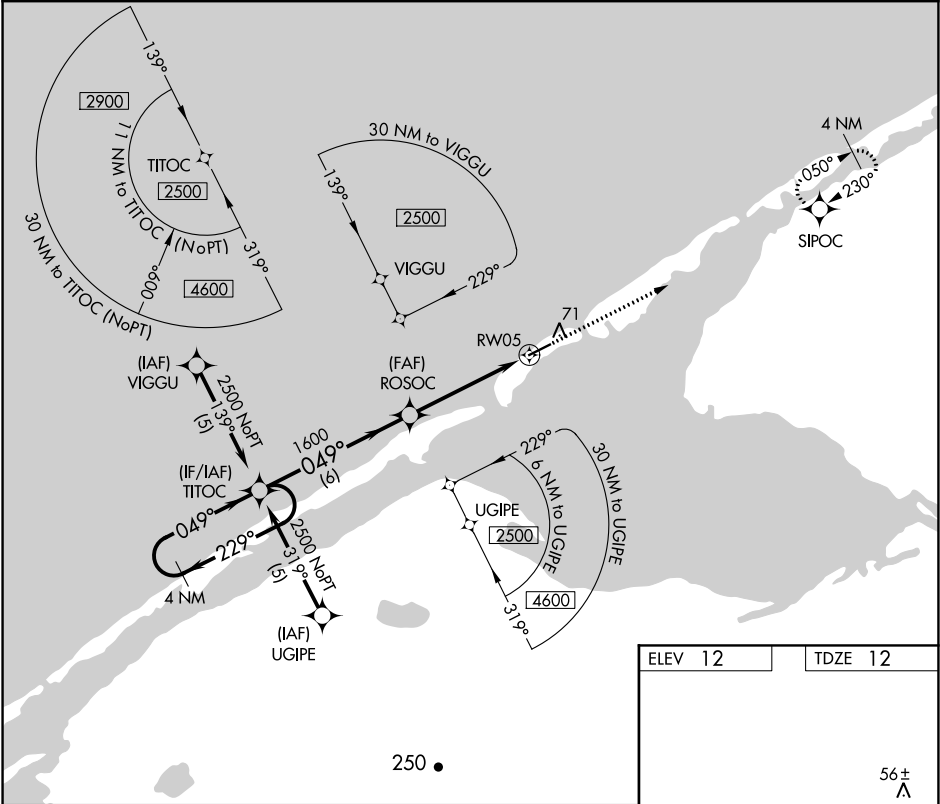 139°
2900
TITOC
2500
11 NM to TITOC (NoPT)
30 NM to TITOC (NoPT)
009°
4600
319°
30 NM to VIGGU
139°
2500
VIGGU
229°
4 NM
050°
230°
SIPOC
71
RW05
(IAF)
VIGGU
2500 NoPT
139°
(5)
(FAF)
ROSOC
1600
049°
(6)
(IF/IAF)
TITOC
049°
229°
4 NM
2500 NoPT
319°
(5)
(IAF)
UGIPE
229°
6 NM to UGIPE
30 NM to UGIPE
UGIPE
2500
4600
319°
250
ELEV 12
TDZE 12
56±